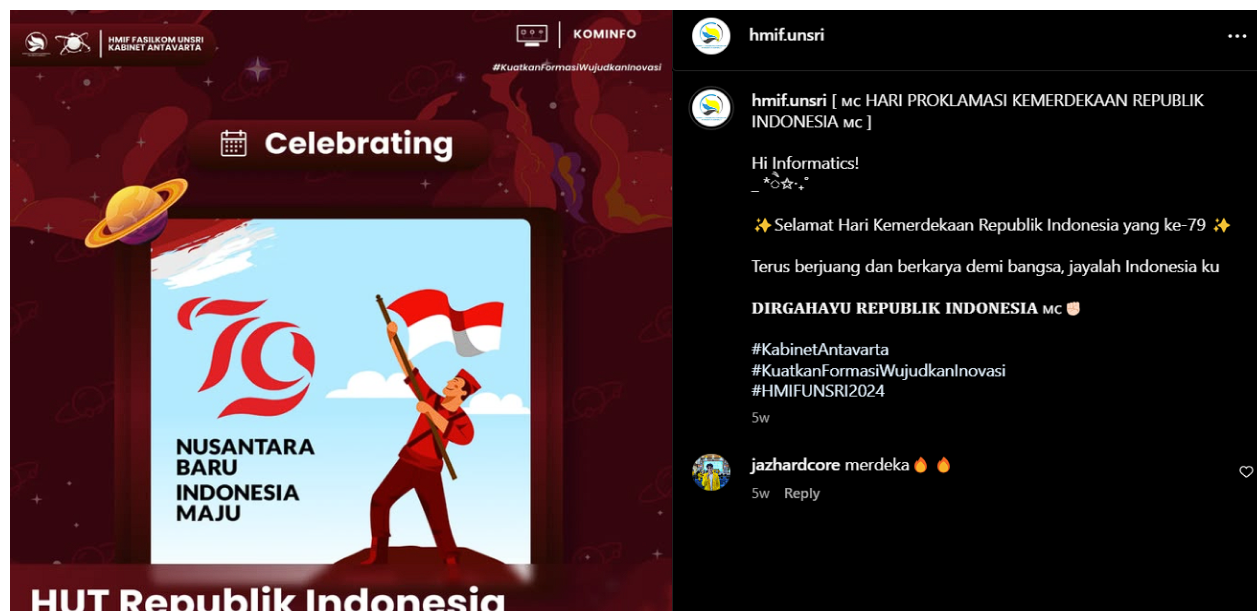 HMIF FASILKOM UNSRI
KABINET ANTAVARTA
KOMINFO
#KuatkanFormasiWujudkanInovasi
Celebrating
79
NUSANTARA
BARU
INDONESIA
MAJU
HUT Republik Indonesia
hmif.unsri
hmif.unsri [ ᴍᴄ HARI PROKLAMASI KEMERDEKAAN REPUBLIK
INDONESIA ᴍᴄ ]
Hi Informatics!
✨Selamat Hari Kemerdekaan Republik Indonesia yang ke-79 ✨
Terus berjuang dan berkarya demi bangsa, jayalah Indonesia ku
𝐃𝐈𝐑𝐆𝐀𝐇𝐀𝐘𝐔 𝐑𝐄𝐏𝐔𝐁𝐋𝐈𝐊 𝐈𝐍𝐃𝐎𝐍𝐄𝐒𝐈𝐀 ᴍᴄ✊🏻
#KabinetAntavarta
#KuatkanFormasiWujudkanInovasi
#HMIFUNSRI2024
5w
jazhardcore merdeka🔥 🔥
5w Reply